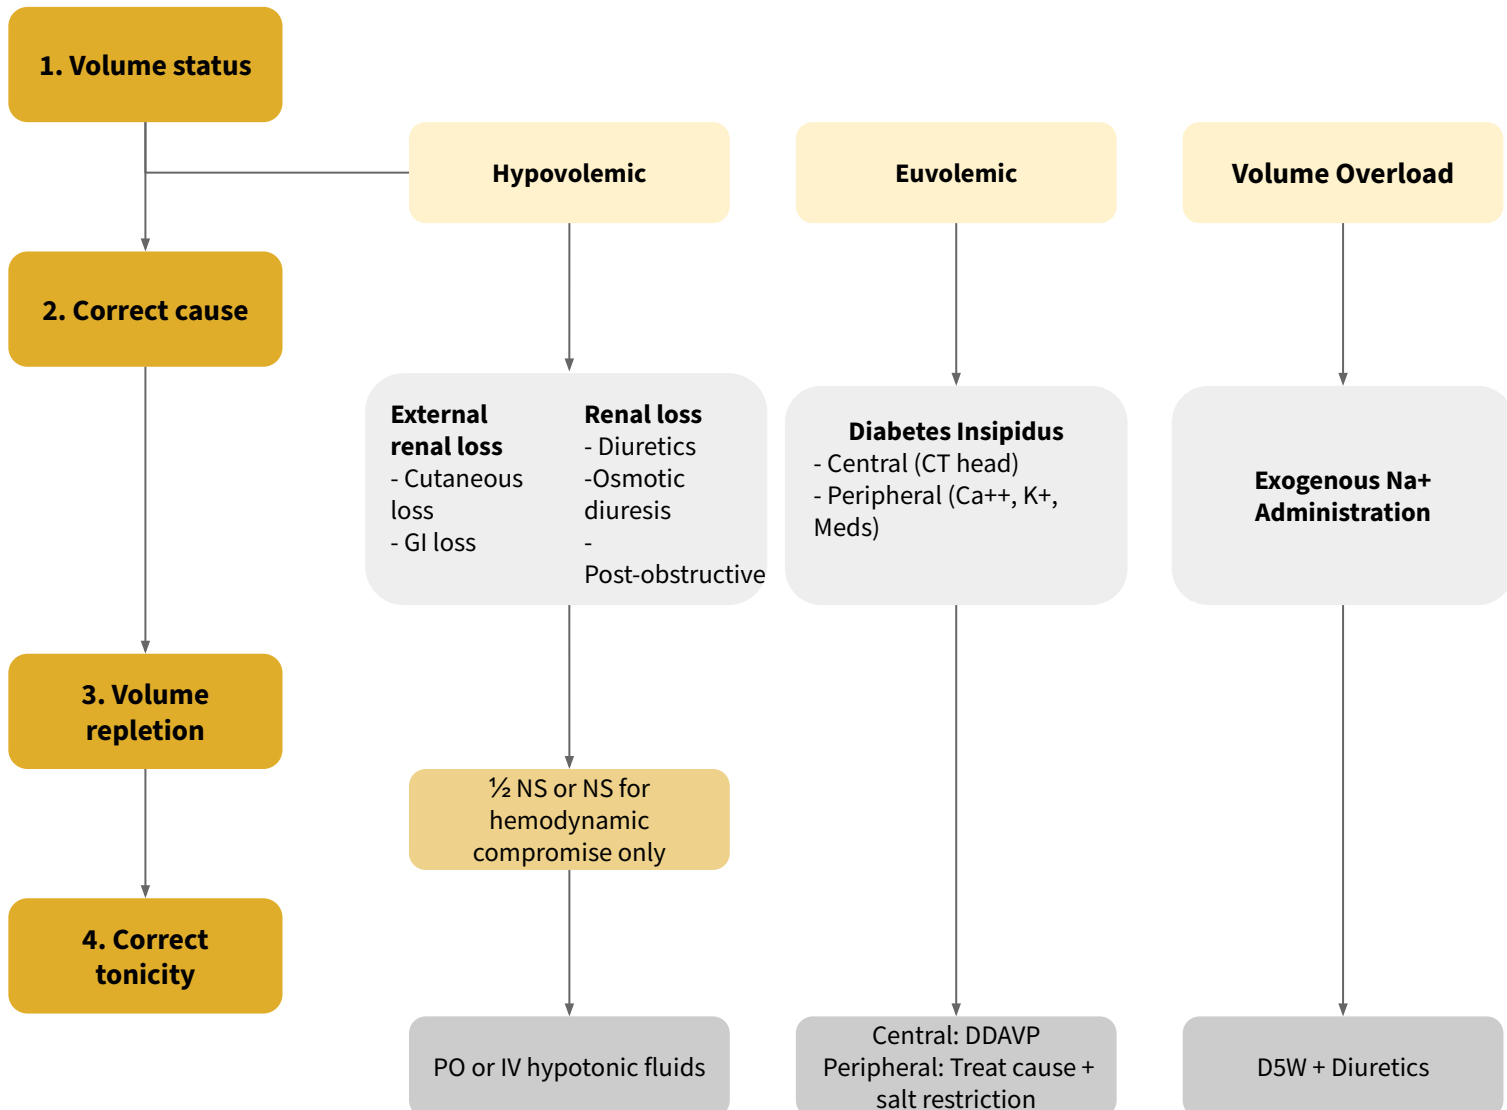 1. Volume status
Hypovolemic
Euvolemic
Volume Overload
2. Correct cause
External
renal loss
- Cutaneous
loss
- GI loss
Renal loss
- Diuretics
-Osmotic
diuresis
-
Post-obstructive
Diabetes Insipidus
- Central (CT head)
- Peripheral (Ca++, K+,
Meds)
Exogenous Na+
Administration
3. Volume
repletion
½ NS or NS for
hemodynamic
compromise only
4. Correct
tonicity
PO or IV hypotonic fluids
Central: DDAVP
Peripheral: Treat cause +
salt restriction
D5W + Diuretics